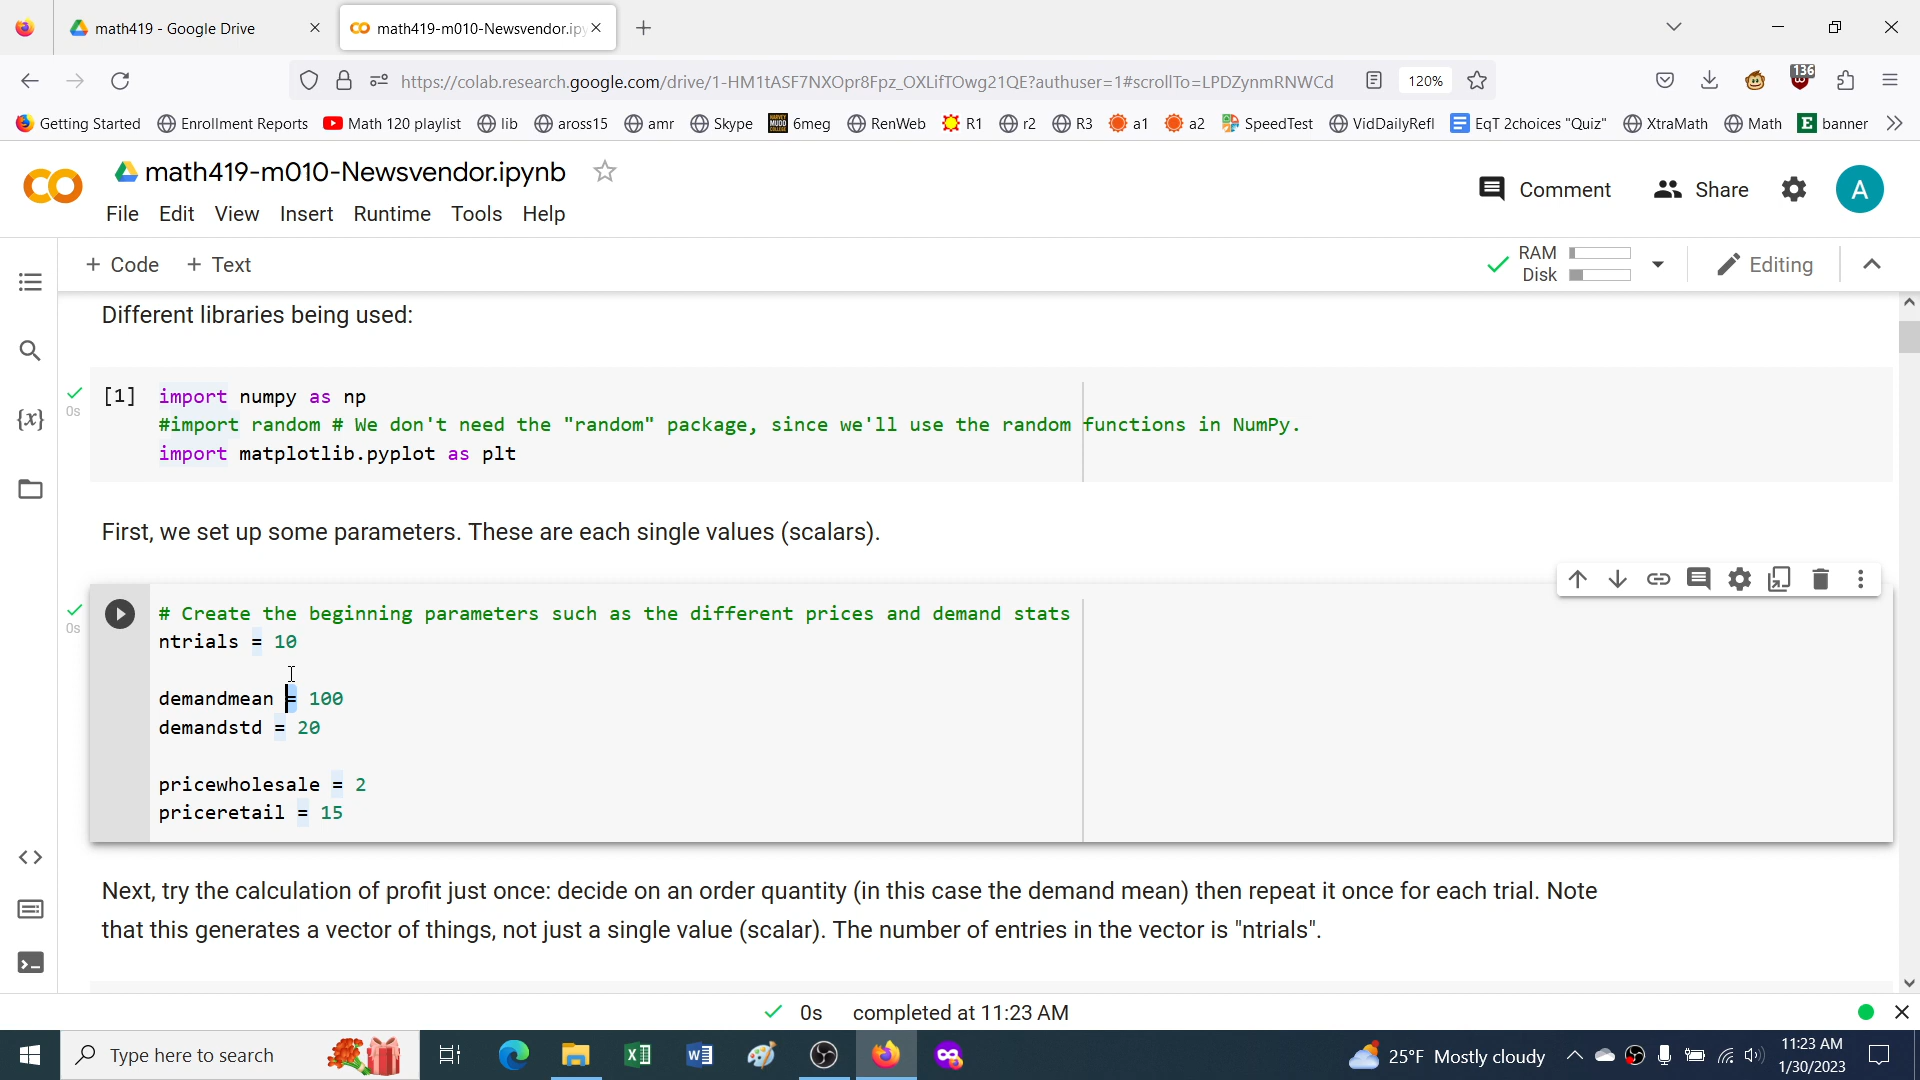 math419 - Google Drive
math419-m010-Newsvendor.ipy
https://colab.research.google.com/drive/1-HM1tASF7NXOpr8Fpz_OXLifTOwg21QE?authuser=1#scrollTo=LPDZynmRNWCd
120%
136
Getting Started
Enrollment Reports
Math 120 playlist
lib
aross15
amr
Skype
6meg
RenWeb
R1
r2
R3
a1
a2
SpeedTest
VidDailyRefl
EqT 2choices "Quiz"
XtraMath
Math
banner
math419-m010-Newsvendor.ipynb
File Edit View Insert Runtime Tools Help
Comment
Share
A
+ Code + Text
RAM
Disk
Editing
Different libraries being used:
[1] import numpy as np
0s
#import random # We don't need the "random" package, since we'll use the random functions in NumPy.
import matplotlib.pyplot as plt
First, we set up some parameters. These are each single values (scalars).
# Create the beginning parameters such as the different prices and demand stats
0s
ntrials = 10
demandmean = 100
demandstd = 20
pricewholesale = 2
priceretail = 15
Next, try the calculation of profit just once: decide on an order quantity (in this case the demand mean) then repeat it once for each trial. Note
that this generates a vector of things, not just a single value (scalar). The number of entries in the vector is "ntrials".
0s completed at 11:23 AM
Type here to search
25°F Mostly cloudy
11:23 AM
1/30/2023